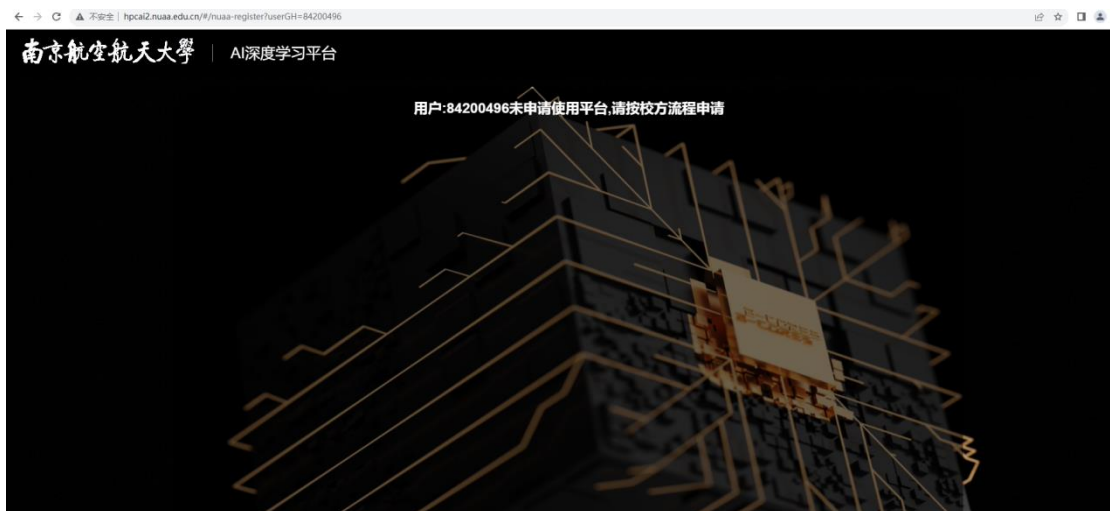 不安全 | hpcai2.nuaa.edu.cn/#/nuaa-register?userGH=84200496
南京航空航天大學 | AI深度学习平台
用户:84200496未申请使用平台,请按校方流程申请